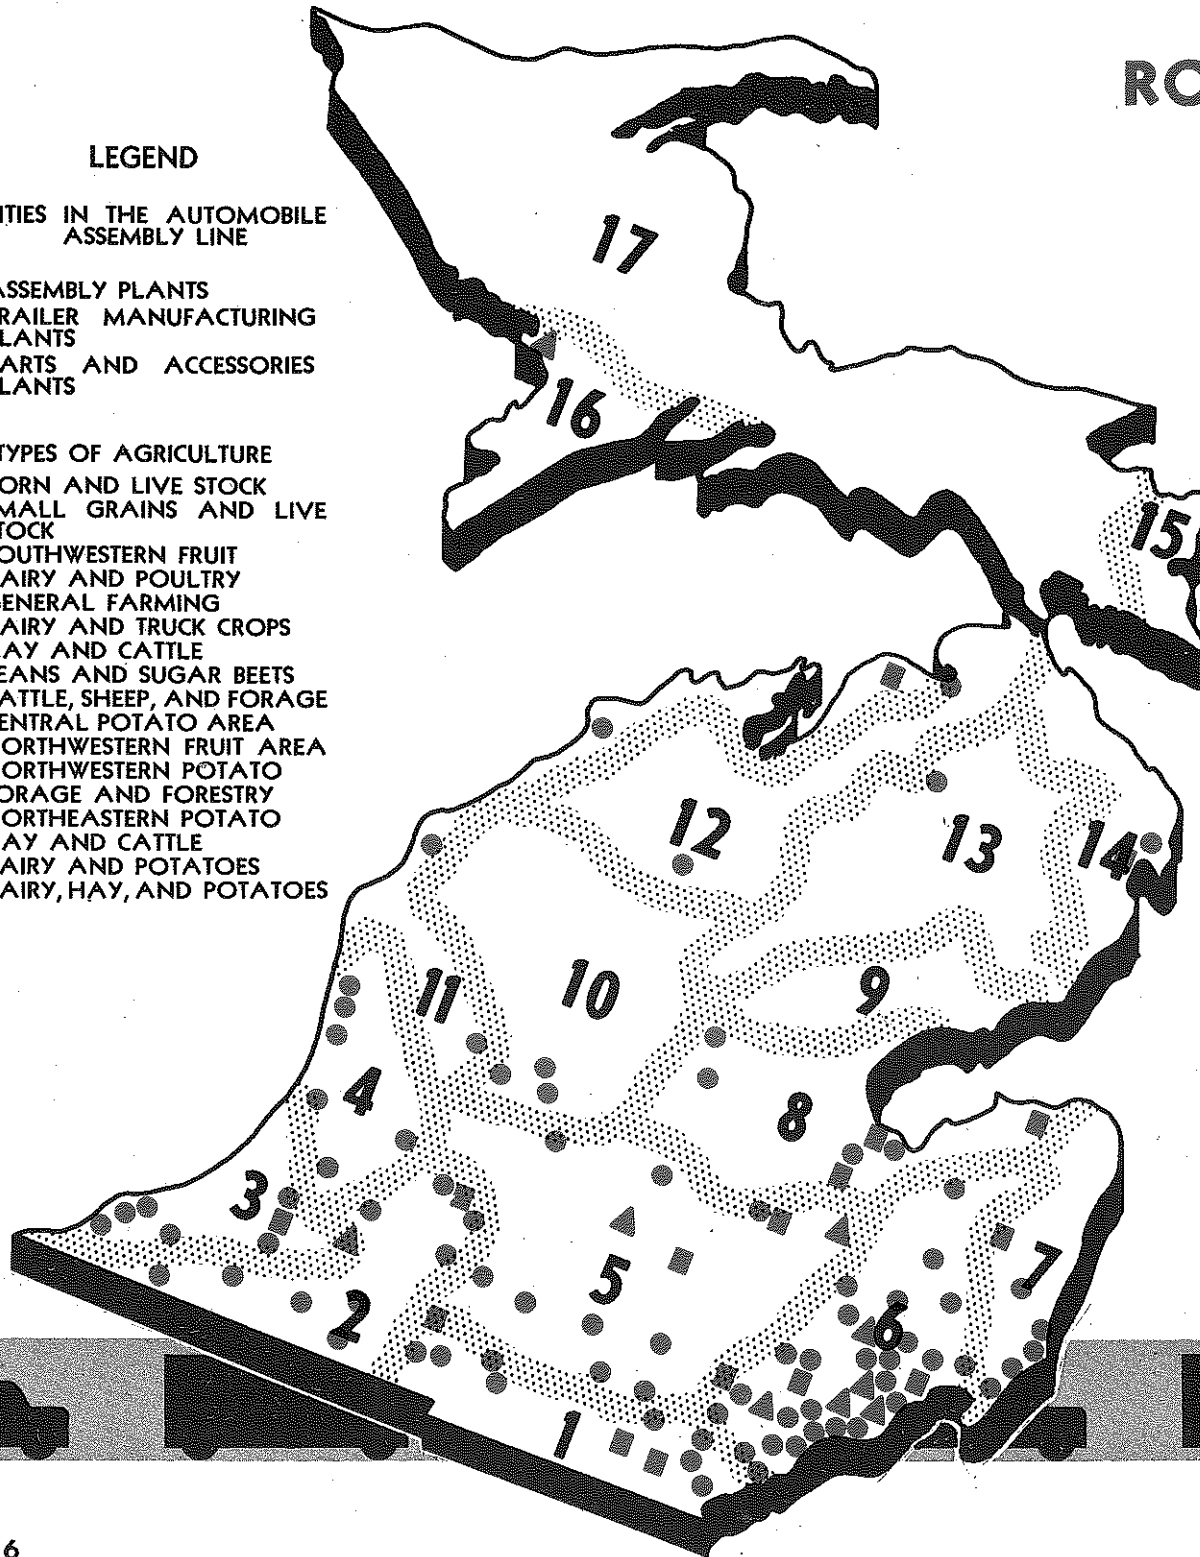 RO
LEGEND
ITIES IN THE AUTOMOBILE
ASSEMBLY LINE
ASSEMBLY PLANTS
RAILER MANUFACTURING
LANTS
ARTS AND ACCESSORIES
LANTS
TYPES OF AGRICULTURE
ORN AND LIVE STOCK
MALL GRAINS AND LIVE
TOCK
OUTHWESTERN FRUIT
AIRY AND POULTRY
ENERAL FARMING
AIRY AND TRUCK CROPS
AY AND CATTLE
EANS AND SUGAR BEETS
ATTLE, SHEEP, AND FORAGE
ENTRAL POTATO AREA
ORTHWESTERN FRUIT AREA
ORTHWESTERN POTATO
ORAGE AND FORESTRY
ORTHEASTERN POTATO
AY AND CATTLE
AIRY AND POTATOES
AIRY, HAY, AND POTATOES
17
16
15
12
13
14
11
10
9
4
8
3
5
7
2
6
1
6